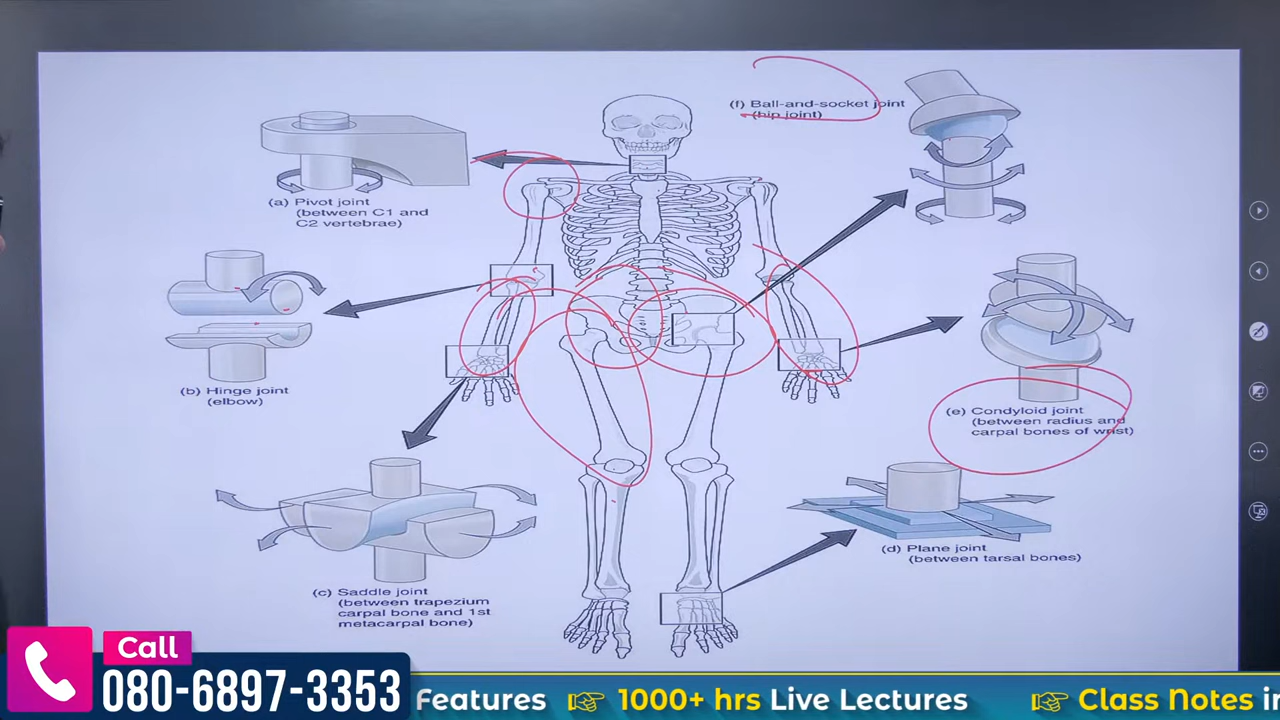 (f) Ball-and-socket joint
(hip joint)
(a) Pivot joint
(between C1 and
C2 vertebrae)
(b) Hinge joint
(elbow)
(e) Condyloid joint
(between radius and
carpal bones of wrist)
(d) Plane joint
(between tarsal bones)
(c) Saddle joint
(between trapezium
carpal bone and 1st
metacarpal bone)
Call
080-6897-3353
Features 1000+ hrs Live Lectures Class Notes in